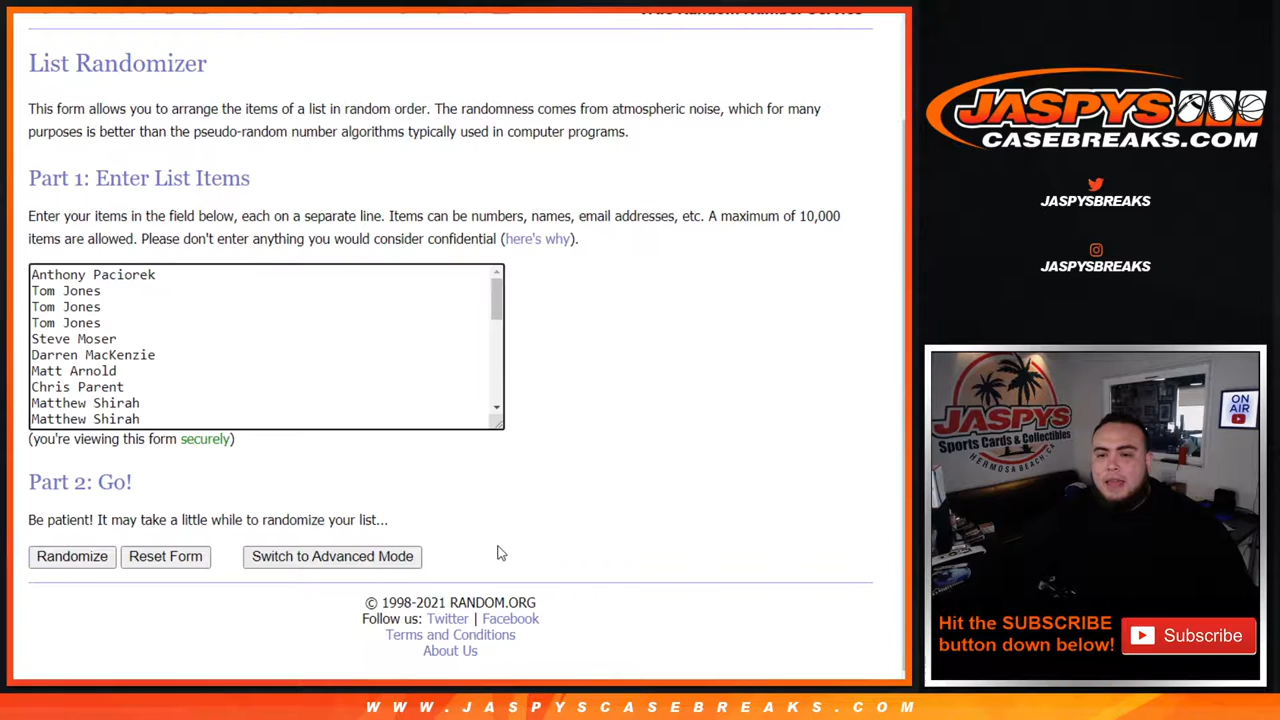 List Randomizer
This form allows you to arrange the items of a list in random order. The randomness comes from atmospheric noise, which for many
purposes is better than the pseudo-random number algorithms typically used in computer programs.
Part 1: Enter List Items
Enter your items in the field below, each on a separate line. Items can be numbers, names, email addresses, etc. A maximum of 10,000
items are allowed. Please don't enter anything you would consider confidential (here's why).
Anthony Paciorek
Tom Jones
Tom Jones
Tom Jones
Steve Moser
Darren MacKenzie
Matt Arnold
Chris Parent
Matthew Shirah
Matthew Shirah
(you're viewing this form securely)
Part 2: Go!
Be patient! It may take a little while to randomize your list...
Randomize
Reset Form
Switch to Advanced Mode
© 1998-2021 RANDOM.ORG
Follow us: Twitter | Facebook
Terms and Conditions
About Us
JASPYS
CASEBREAKS.COM
JASPYSBREAKS
JASPYSBREAKS
JASPYS
Sports Cards & Collectibles
HERMOSA BEACH, CA
ON
AIR
Hit the SUBSCRIBE
button down below!
Subscribe
WWW.JASPYSCASEBREAKS.COM